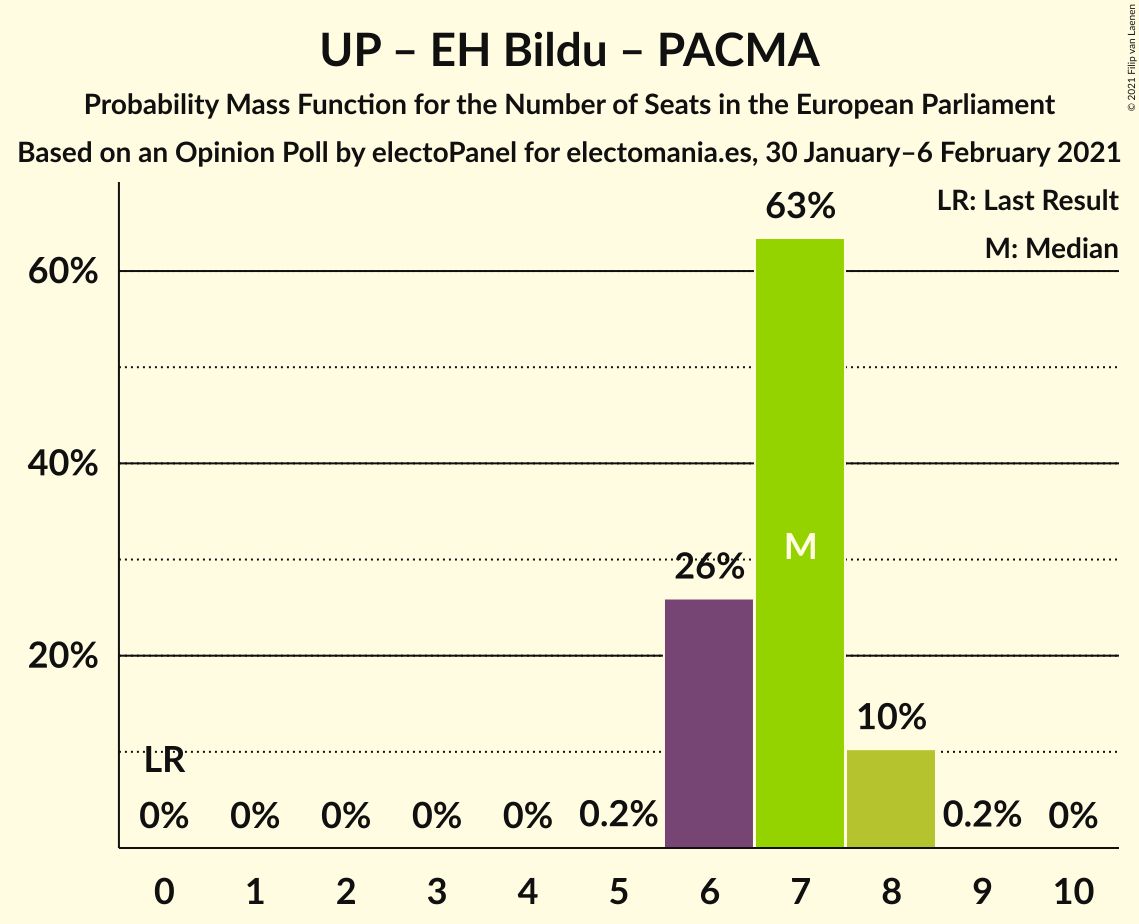 UP – EH Bildu – PACMA
Probability Mass Function for the Number of Seats in the European Parliament
Based on an Opinion Poll by electoPanel for electomania.es, 30 January–6 February 2021
© 2021 Filip van Laenen
LR: Last Result
M: Median
60%
40%
20%
63%
M
26%
10%
LR
0% 0% 0% 0% 0% 0.2% 0.2% 0%
0 1 2 3 4 5 6 7 8 9 10